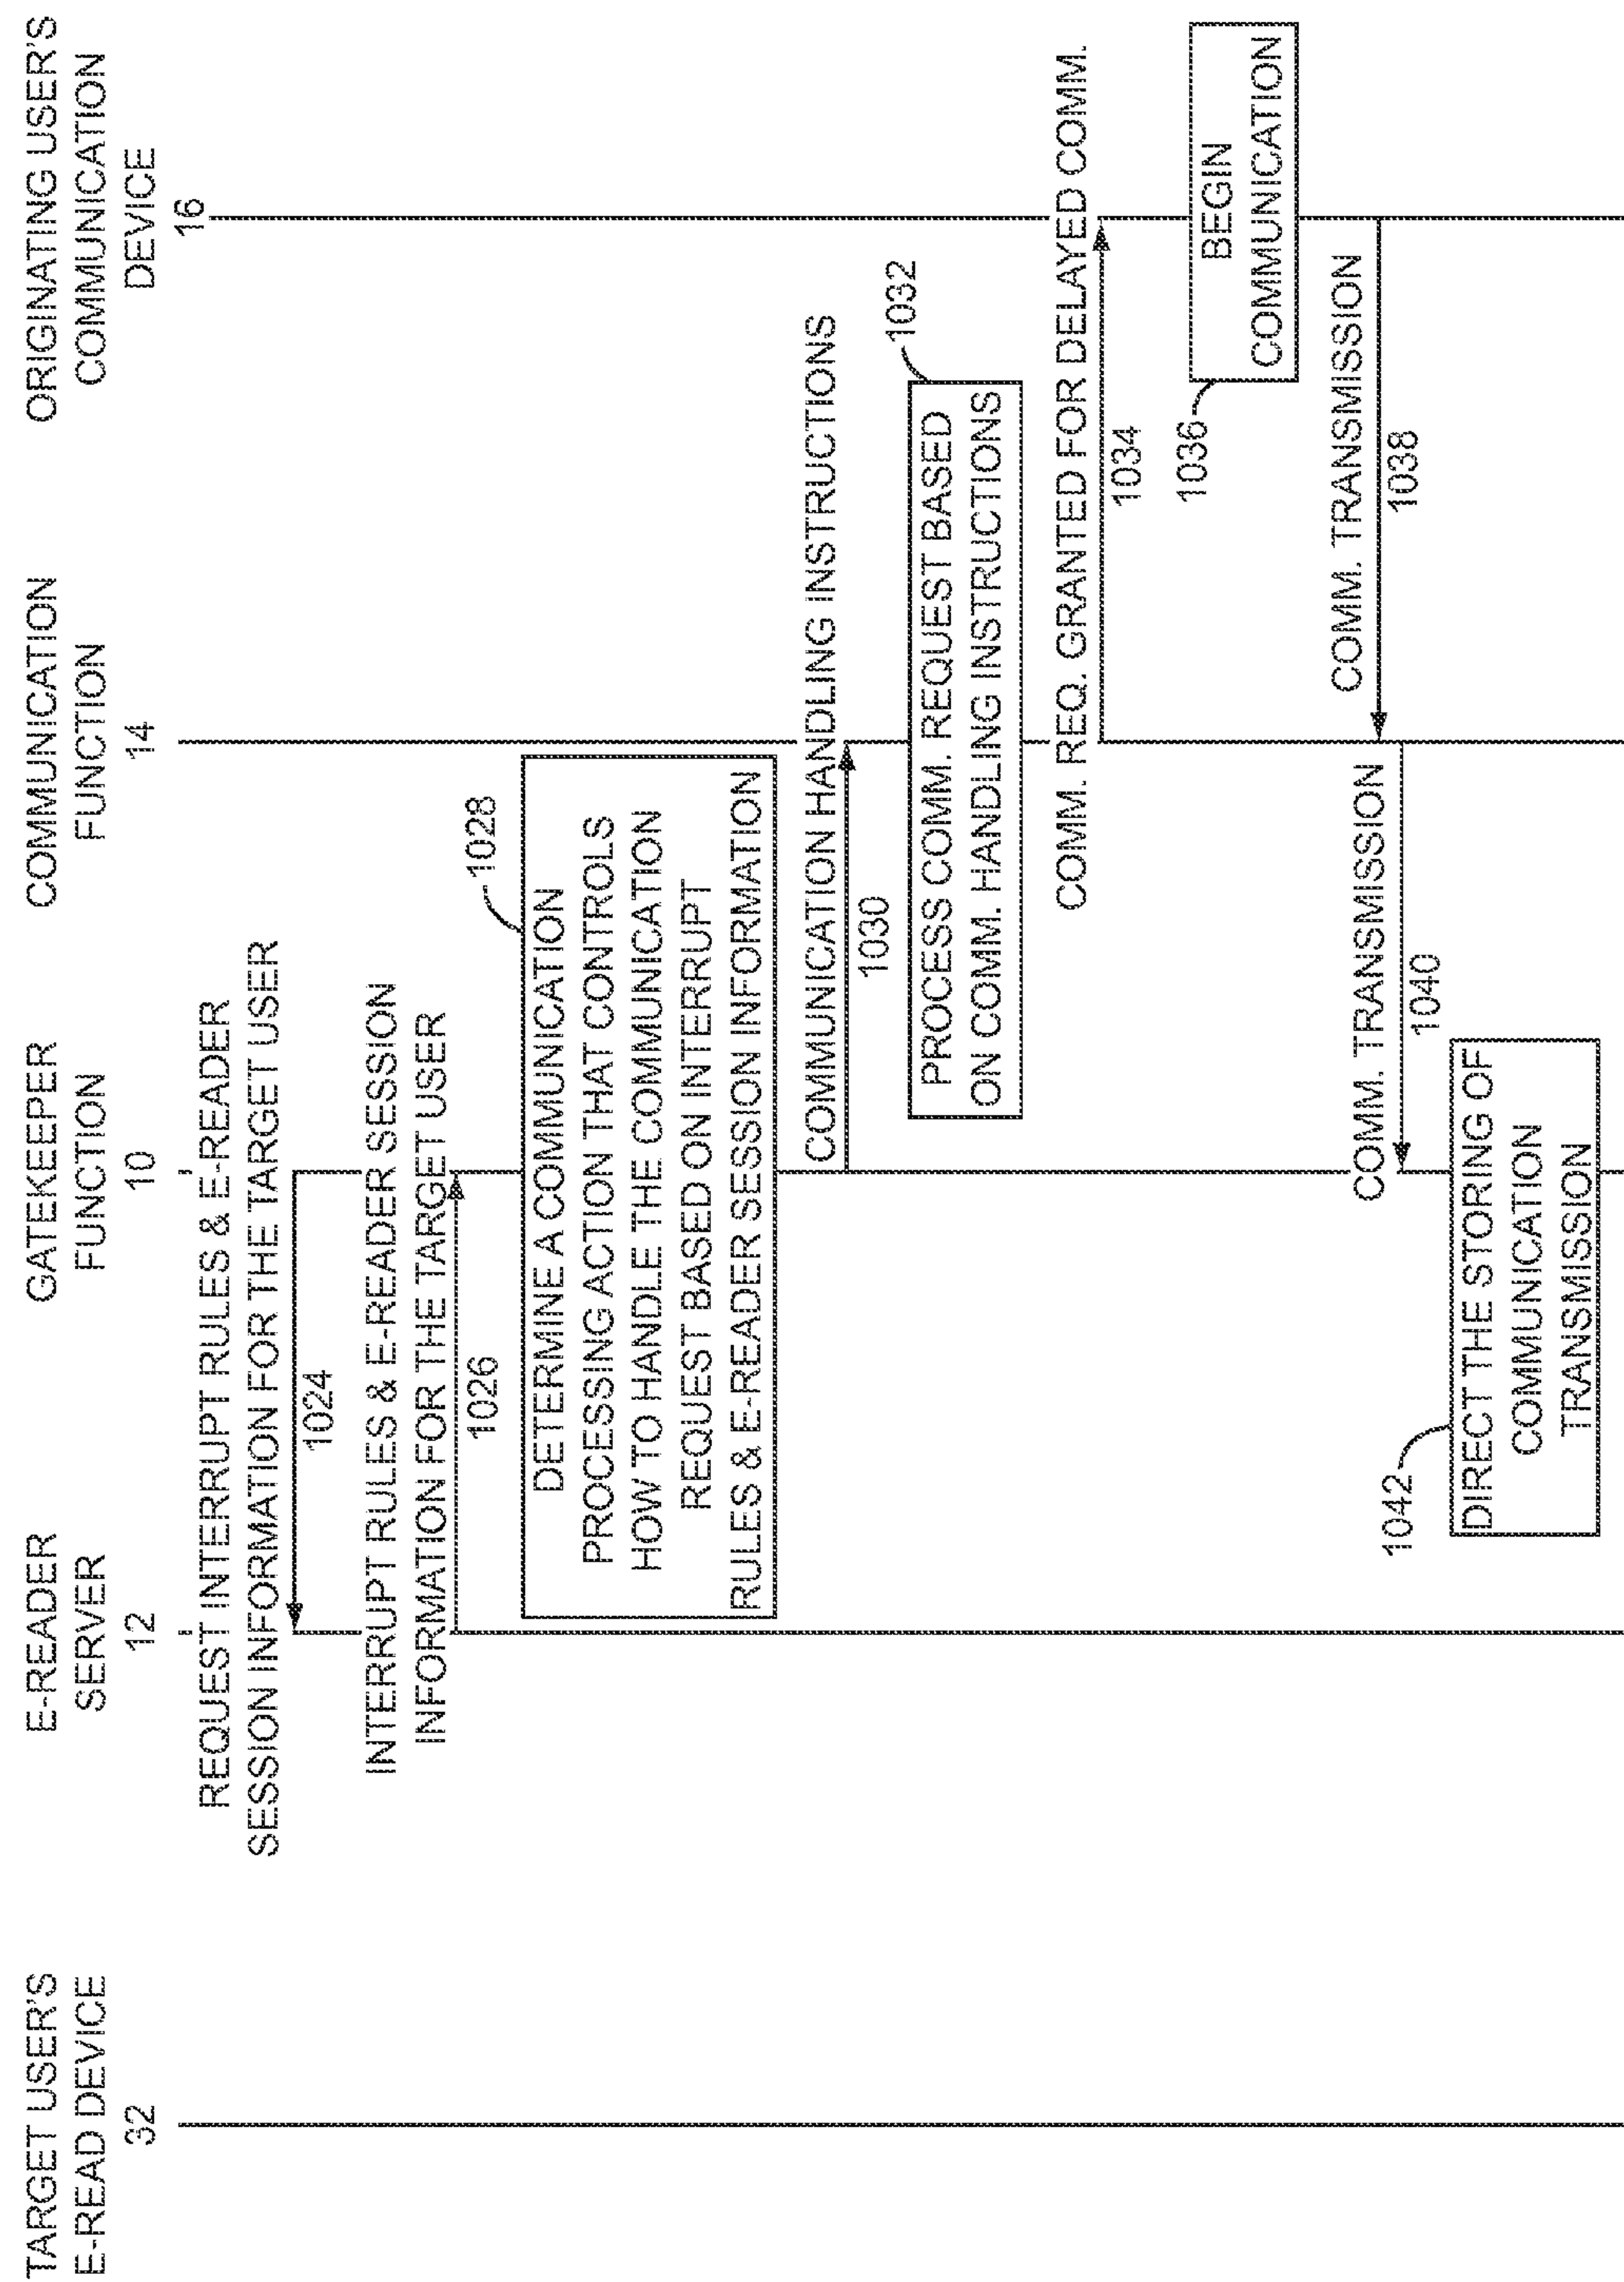 TARGET USER'S
E-READ DEVICE
32
E-READER
SERVER
12
GATEKEEPER
FUNCTION
10
COMMUNICATION
FUNCTION
14
ORIGINATING USER'S
COMMUNICATION
DEVICE
16
REQUEST INTERRUPT RULES & E-READER
SESSION INFORMATION FOR THE TARGET USER
1024
INTERRUPT RULES & E-READER SESSION
INFORMATION FOR THE TARGET USER
1026
1028
DETERMINE A COMMUNICATION
PROCESSING ACTION THAT CONTROLS
HOW TO HANDLE THE COMMUNICATION
REQUEST BASED ON INTERRUPT
RULES & E-READER SESSION INFORMATION
COMMUNICATION HANDLING INSTRUCTIONS
1030
1032
PROCESS COMM. REQUEST BASED
ON COMM. HANDLING INSTRUCTIONS
COMM. REQ. GRANTED FOR DELAYED COMM.
1034
1036
BEGIN
COMMUNICATION
COMM. TRANSMISSION
1038
COMM. TRANSMISSION
1040
1042
DIRECT THE STORING OF
COMMUNICATION
TRANSMISSION